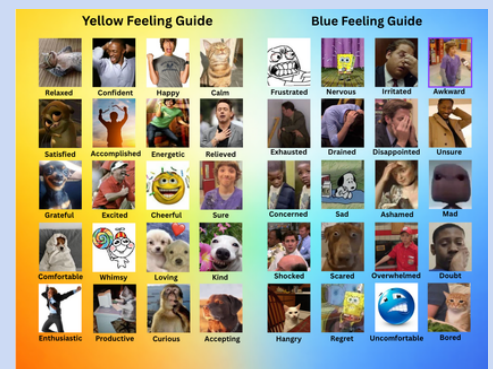 Yellow Feeling Guide
Blue Feeling Guide
Relaxed Confident Happy Calm
Frustrated Nervous Irritated Awkward
Satisfied Accomplished Energetic Relieved
Exhausted Drained Disappointed Unsure
Grateful Excited Cheerful Sure
Concerned Sad Ashamed Mad
Comfortable Whimsy Loving Kind
Shocked Scared Overwhelmed Doubt
Enthusiastic Productive Curious Accepting
Hangry Regret Uncomfortable Bored